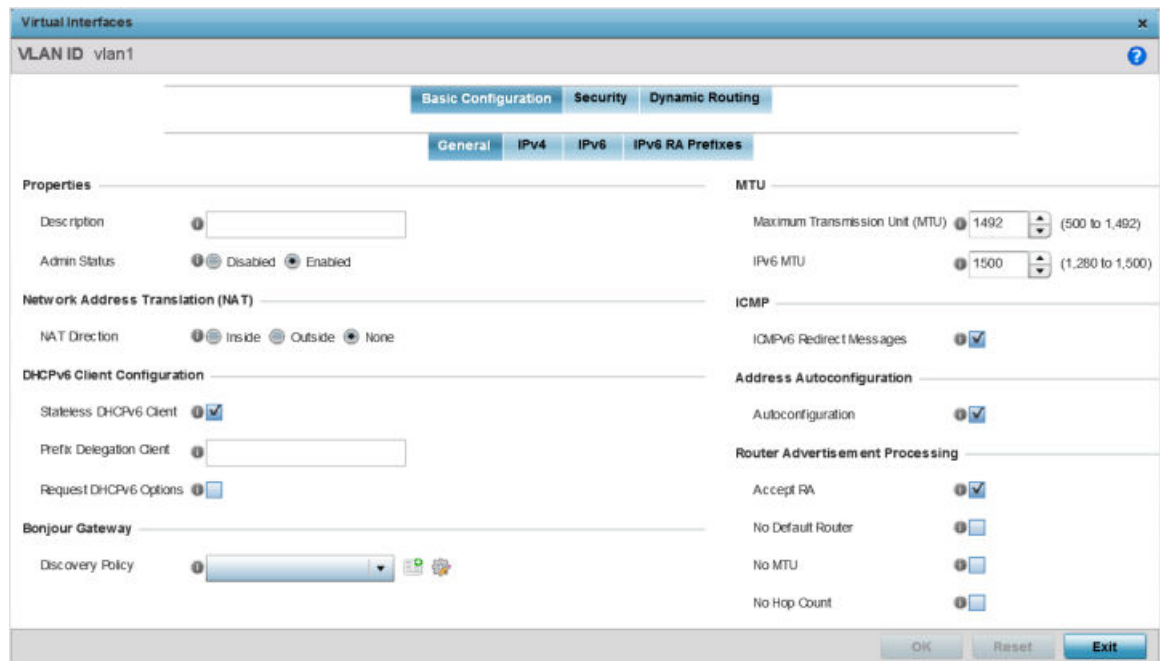 Virtual Interfaces
VLAN ID vlan1
Basic Configuration Security Dynamic Routing
General IPv4 IPv6 IPv6 RA Prefixes
Properties
Description
Admin Status Disabled Enabled
Network Address Translation (NAT)
NAT Direction Inside Outside None
DHCPv6 Client Configuration
Stateless DHCPv6 Client
Prefix Delegation Client
Request DHCPv6 Options
Bonjour Gateway
Discovery Policy
MTU
Maximum Transmission Unit (MTU) 1492 (500 to 1,492)
IPv6 MTU 1500 (1,280 to 1,500)
ICMP
ICMPv6 Redirect Messages
Address Autoconfiguration
Autoconfiguration
Router Advertisement Processing
Accept RA
No Default Router
No MTU
No Hop Count
OK Reset Exit